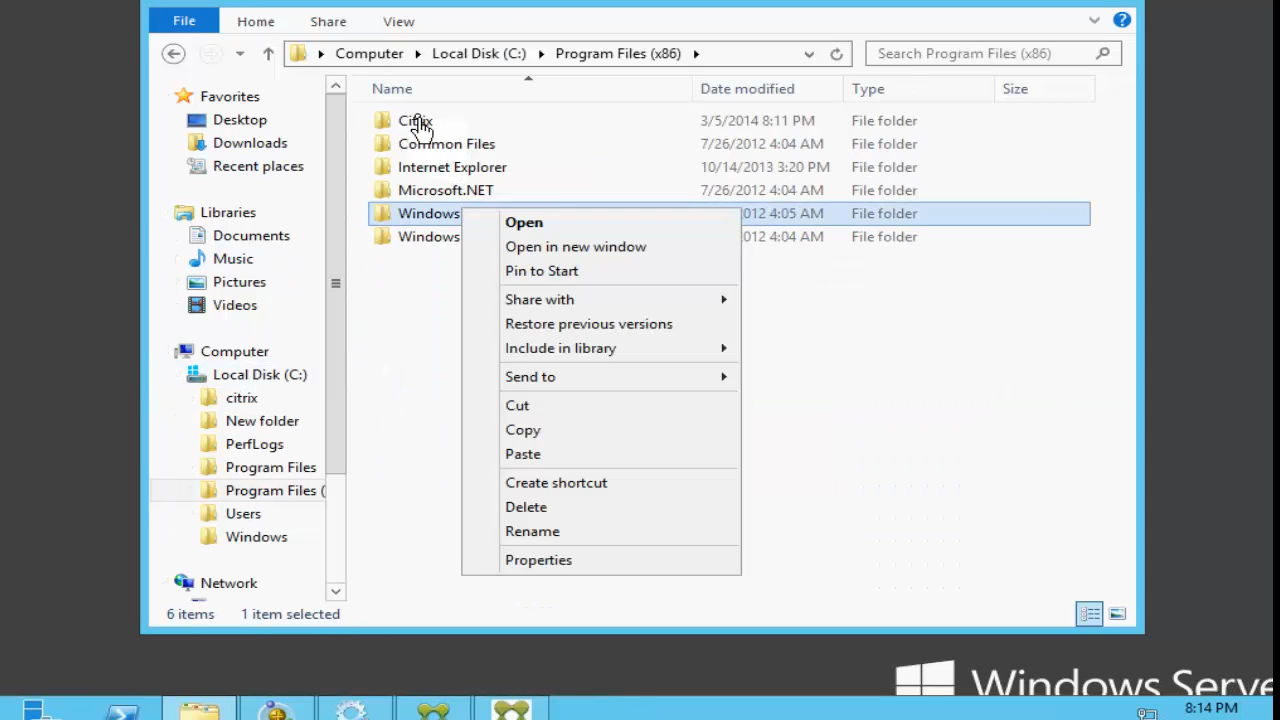 File Home Share View
Computer Local Disk (C:) Program Files (x86) Search Program Files (x86)
Name Date modified Type Size
Favorites
Desktop
Downloads
Recent places
Libraries
Documents
Music
Pictures
Videos
Computer
Local Disk (C:)
citrix
New folder
PerfLogs
Program Files
Program Files (
Users
Windows
Network
Citrix 3/5/2014 8:11 PM File folder
Common Files 7/26/2012 4:04 AM File folder
Internet Explorer 10/14/2013 3:20 PM File folder
Microsoft.NET 7/26/2012 4:04 AM File folder
Windows 012 4:05 AM File folder
Windows 012 4:04 AM File folder
Open
Open in new window
Pin to Start
Share with
Restore previous versions
Include in library
Send to
Cut
Copy
Paste
Create shortcut
Delete
Rename
Properties
6 items 1 item selected
Windows Serve
8:14 PM